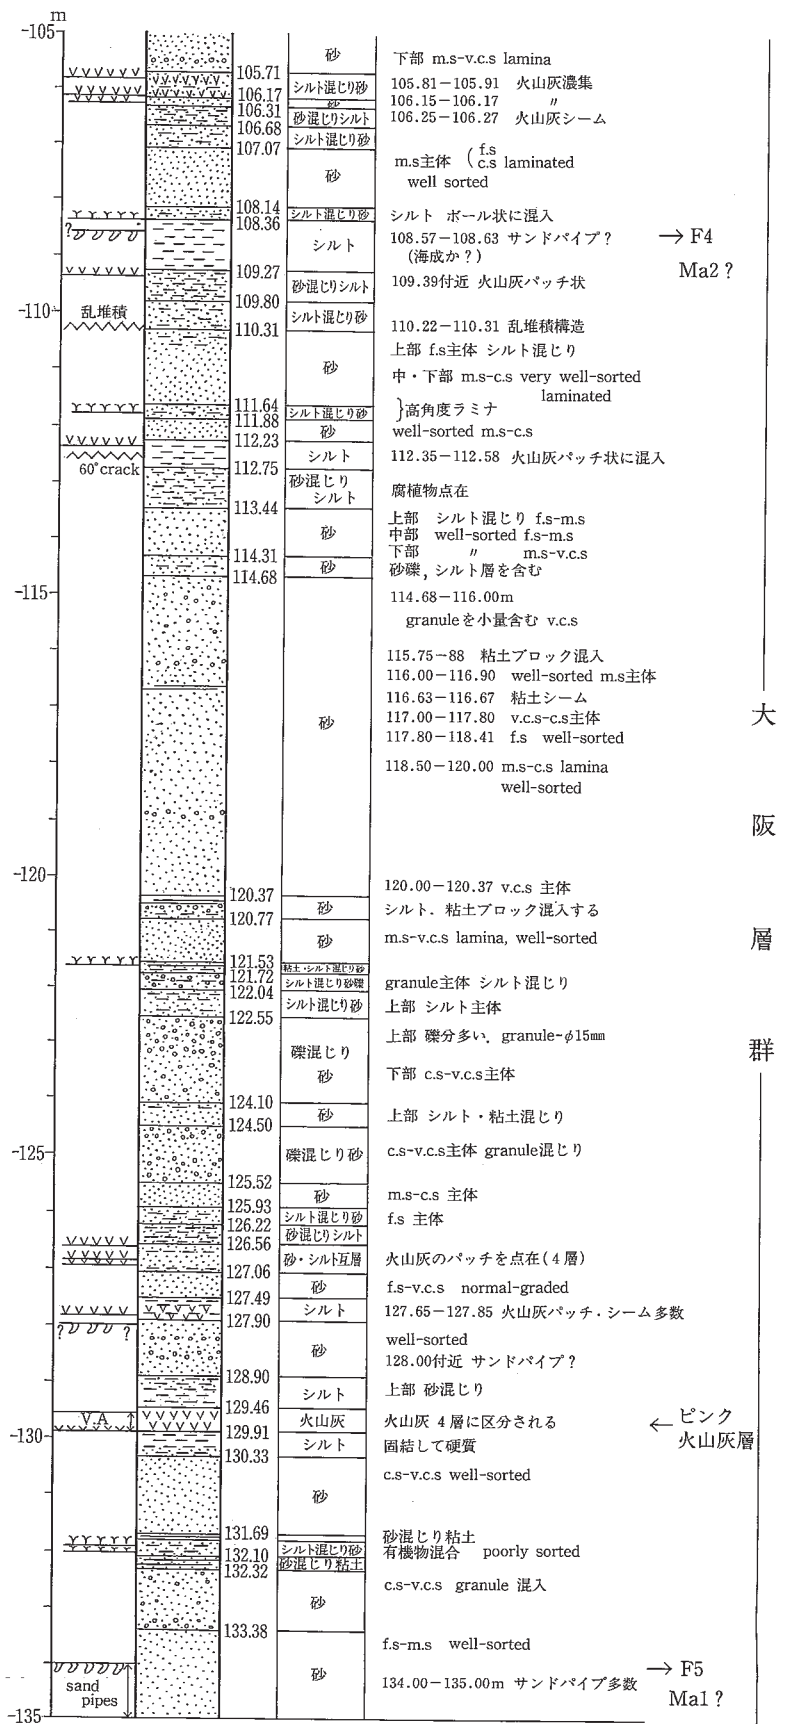 m
-105
砂
下部 m.s-v.c.s lamina
105.71
シルト混じり砂
105.81-105.91 火山灰濃集
106.17
砂
106.15-106.17 〃
106.31
砂混じりシルト
106.25-106.27 火山灰シーム
106.68
シルト混じり砂
107.07
砂
m.s主体 ( f.s
c.s laminated
well sorted
108.14
シルト混じり砂
シルト ボール状に混入
108.36
?
シルト
108.57-108.63 サンドパイプ?
(海成か?)
→ F4
Ma2 ?
109.27
砂混じりシルト
109.39付近 火山灰パッチ状
109.80
-110
乱堆積
シルト混じり砂
110.31
110.22-110.31 乱堆積構造
砂
上部 f.s主体 シルト混じり
中・下部 m.s-c.s very well-sorted
laminated
111.64
シルト混じり砂
}高角度ラミナ
111.88
砂
well-sorted m.s-c.s
112.23
シルト
112.35-112.58 火山灰パッチ状に混入
60°crack
112.75
砂混じり
シルト
腐植物点在
113.44
砂
上部 シルト混じり f.s-m.s
中部 well-sorted f.s-m.s
下部 〃 m.s-v.c.s
114.31
砂
砂礫, シルト層を含む
114.68
-115
114.68-116.00m
granuleを小量含む v.c.s
115.75-88 粘土ブロック混入
116.00-116.90 well-sorted m.s主体
116.63-116.67 粘土シーム
砂
117.00-117.80 v.c.s-c.s主体
117.80-118.41 f.s well-sorted
118.50-120.00 m.s-c.s lamina
well-sorted
大
阪
層
群
-120
120.00-120.37 v.c.s 主体
120.37
砂
シルト．粘土ブロック混入する
120.77
砂
m.s-v.c.s lamina, well-sorted
121.53
粘土・シルト混じり砂
121.72
シルト混じり砂礫
granule主体 シルト混じり
122.04
シルト混じり砂
上部 シルト主体
122.55
礫混じり
砂
上部 礫分多い．granule-φ15㎜
下部 c.s-v.c.s主体
124.10
砂
上部 シルト・粘土混じり
124.50
-125
礫混じり砂
c.s-v.c.s主体 granule混じり
125.52
砂
m.s-c.s 主体
125.93
シルト混じり砂
f.s 主体
126.22
砂混じりシルト
126.56
砂・シルト互層
火山灰のパッチを点在(4層)
127.06
砂
f.s-v.c.s normal-graded
127.49
シルト
127.65-127.85 火山灰パッチ・シーム多数
127.90
? ?
砂
well-sorted
128.00付近 サンドパイプ?
128.90
シルト
上部 砂混じり
129.46
V.A
火山灰
火山灰 4層に区分される
← ピンク
火山灰層
129.91
-130
シルト
固結して硬質
130.33
砂
c.s-v.c.s well-sorted
131.69
砂混じり粘土
シルト混じり砂
有機物混合 poorly sorted
132.10
砂混じり粘土
132.32
砂
c.s-v.c.s granule 混入
133.38
砂
f.s-m.s well-sorted
sand
pipes
134.00-135.00m サンドパイプ多数
→ F5
Ma1 ?
-135